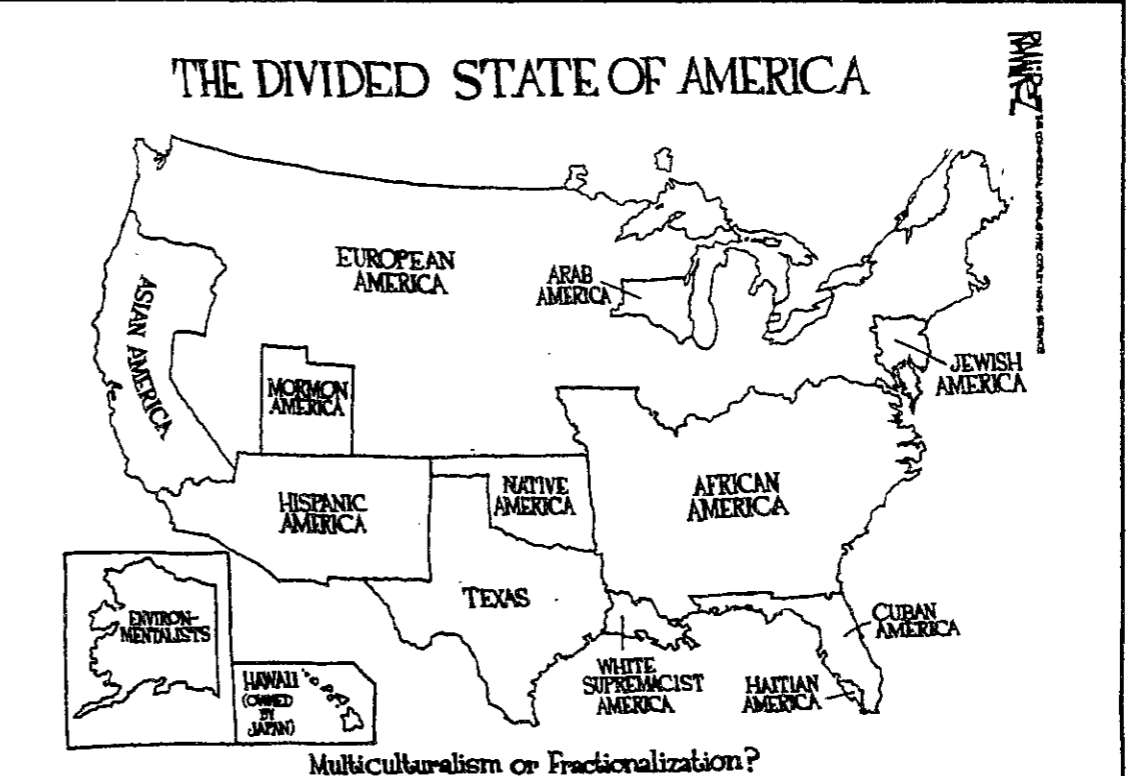 THE DIVIDED STATE OF AMERICA
RAMIREZ
EUROPEAN
AMERICA
ARAB
AMERICA
ASIAN AMERICA
JEWISH
AMERICA
MORMON
AMERICA
HISPANIC
AMERICA
NATIVE
AMERICA
AFRICAN
AMERICA
TEXAS
ENVIRON-
MENTALISTS
HAWAII
(OWNED
BY
JAPAN)
WHITE
SUPREMACIST
AMERICA
HAITIAN
AMERICA
CUBAN
AMERICA
Multiculturalism or Fractionalization?